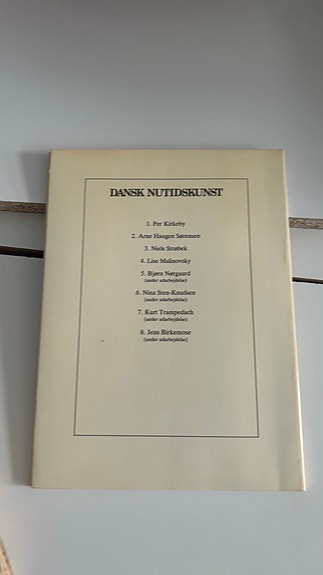 DANSK NUTIDSKUNST
1. Per Kirkeby
2. Arne Haugen Sørensen
3. Niels Strøbek
4. Lise Malinovsky
5. Bjørn Nørgaard
(under udarbejdelse)
6. Nina Sten-Knudsen
(under udarbejdelse)
7. Kurt Trampedach
(under udarbejdelse)
8. Jens Birkemose
(under udarbejdelse)